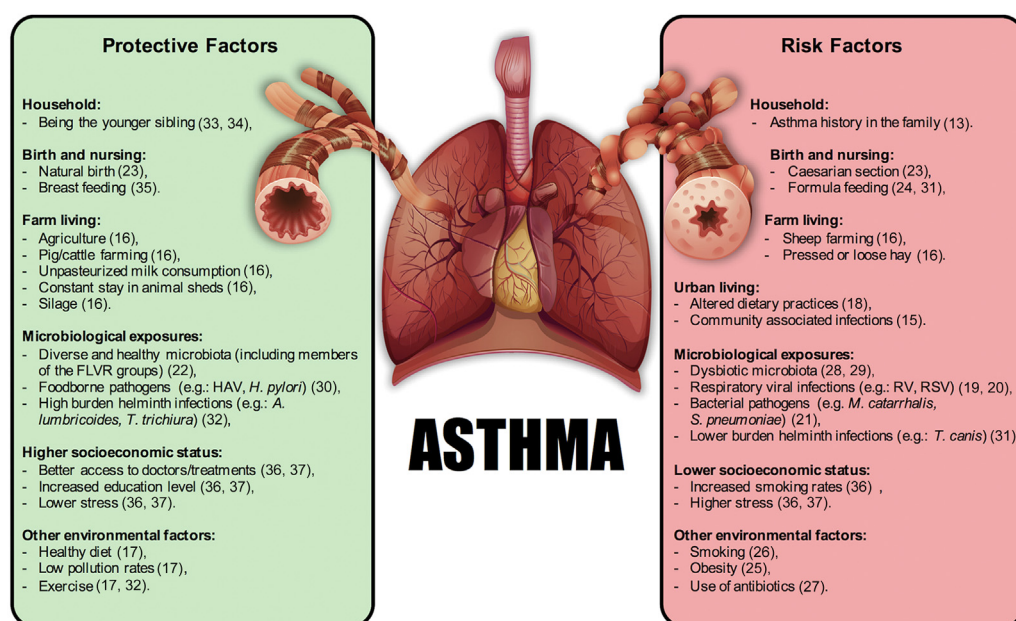 Protective Factors
Household:
- Being the younger sibling (33, 34),
Birth and nursing:
- Natural birth (23),
- Breast feeding (35).
Farm living:
- Agriculture (16),
- Pig/cattle farming (16),
- Unpasteurized milk consumption (16),
- Constant stay in animal sheds (16),
- Silage (16).
Microbiological exposures:
- Diverse and healthy microbiota (including members
of the FLVR groups) (22),
- Foodborne pathogens (e.g.: HAV, H. pylori) (30),
- High burden helminth infections (e.g.: A.
lumbricoides, T. trichiura) (32),
Higher socioeconomic status:
- Better access to doctors/treatments (36, 37),
- Increased education level (36, 37),
- Lower stress (36, 37).
Other environmental factors:
- Healthy diet (17),
- Low pollution rates (17),
- Exercise (17, 32).
ASTHMA
Risk Factors
Household:
- Asthma history in the family (13).
Birth and nursing:
- Caesarian section (23),
- Formula feeding (24, 31),
Farm living:
- Sheep farming (16),
- Pressed or loose hay (16).
Urban living:
- Altered dietary practices (18),
- Community associated infections (15).
Microbiological exposures:
- Dysbiotic microbiota (28, 29),
- Respiratory viral infections (e.g.: RV, RSV) (19, 20),
- Bacterial pathogens (e.g. M. catarrhalis,
S. pneumoniae) (21),
- Lower burden helminth infections (e.g.: T. canis) (31)
Lower socioeconomic status:
- Increased smoking rates (36) ,
- Higher stress (36, 37).
Other environmental factors:
- Smoking (26),
- Obesity (25),
- Use of antibiotics (27).